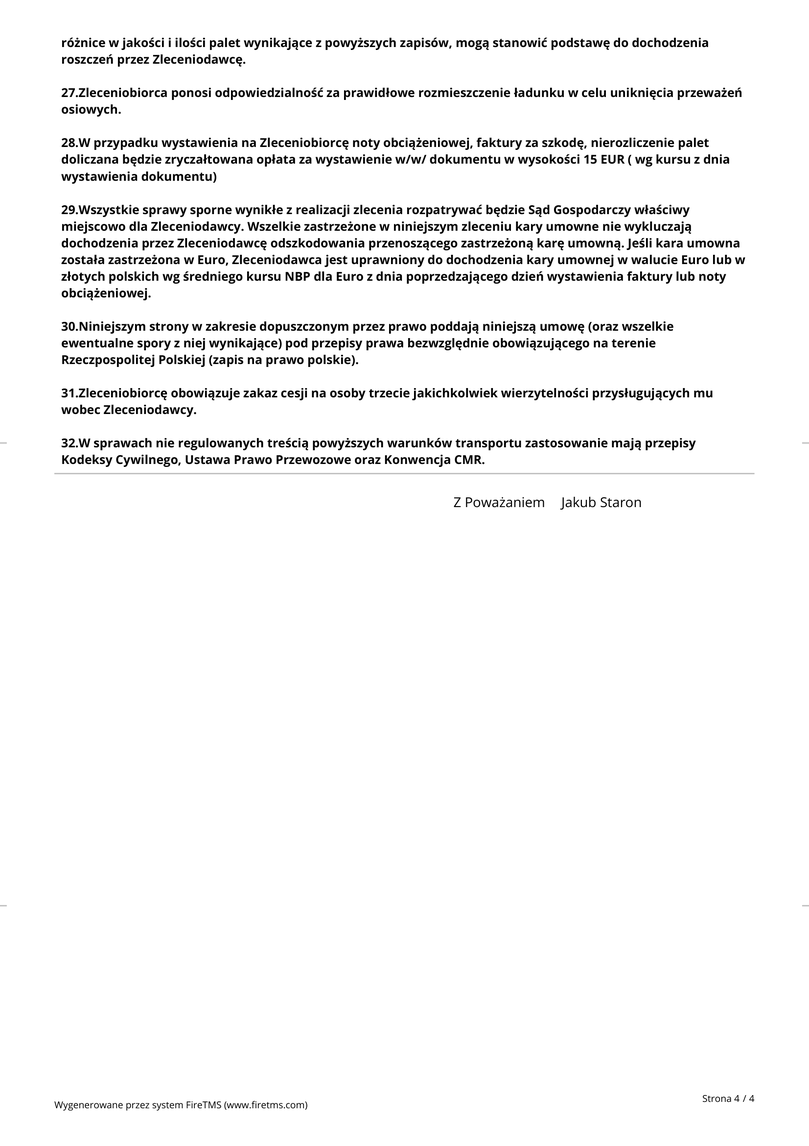 różnice w jakości i ilości palet wynikające z powyższych zapisów, mogą stanowić podstawę do dochodzenia
roszczeń przez Zleceniodawcę.
27.Zleceniobiorca ponosi odpowiedzialność za prawidłowe rozmieszczenie ładunku w celu uniknięcia przeważeń
osiowych.
28.W przypadku wystawienia na Zleceniobiorcę noty obciążeniowej, faktury za szkodę, nierozliczenie palet
doliczana będzie zryczałtowana opłata za wystawienie w/w/ dokumentu w wysokości 15 EUR ( wg kursu z dnia
wystawienia dokumentu)
29.Wszystkie sprawy sporne wynikłe z realizacji zlecenia rozpatrywać będzie Sąd Gospodarczy właściwy
miejscowo dla Zleceniodawcy. Wszelkie zastrzeżone w niniejszym zleceniu kary umowne nie wykluczają
dochodzenia przez Zleceniodawcę odszkodowania przenoszącego zastrzeżoną karę umowną. Jeśli kara umowna
została zastrzeżona w Euro, Zleceniodawca jest uprawniony do dochodzenia kary umownej w walucie Euro lub w
złotych polskich wg średniego kursu NBP dla Euro z dnia poprzedzającego dzień wystawienia faktury lub noty
obciążeniowej.
30.Niniejszym strony w zakresie dopuszczonym przez prawo poddają niniejszą umowę (oraz wszelkie
ewentualne spory z niej wynikające) pod przepisy prawa bezwzględnie obowiązującego na terenie
Rzeczpospolitej Polskiej (zapis na prawo polskie).
31.Zleceniobiorcę obowiązuje zakaz cesji na osoby trzecie jakichkolwiek wierzytelności przysługujących mu
wobec Zleceniodawcy.
32.W sprawach nie regulowanych treścią powyższych warunków transportu zastosowanie mają przepisy
Kodeksy Cywilnego, Ustawa Prawo Przewozowe oraz Konwencja CMR.
Z Poważaniem Jakub Staron
Wygenerowane przez system FireTMS (www.firetms.com)
Strona 4 / 4